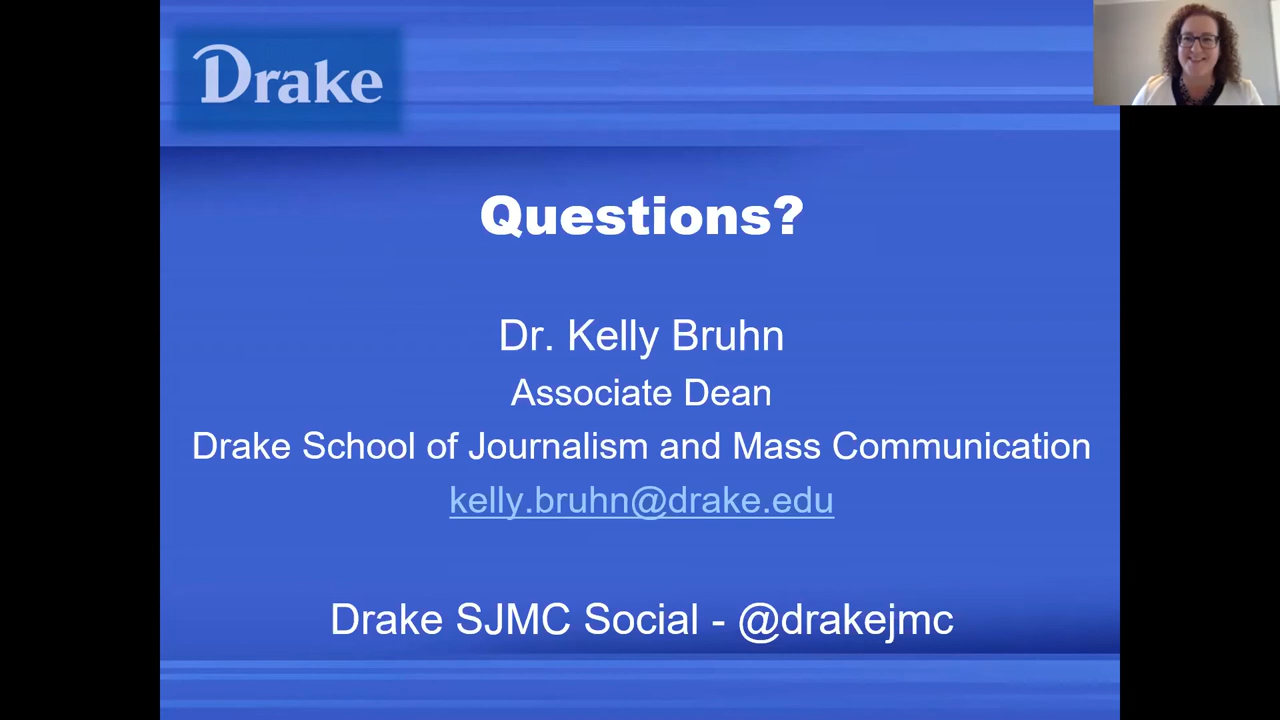 Drake
Questions?
Dr. Kelly Bruhn
Associate Dean
Drake School of Journalism and Mass Communication
kelly.bruhn@drake.edu
Drake SJMC Social - @drakejmc